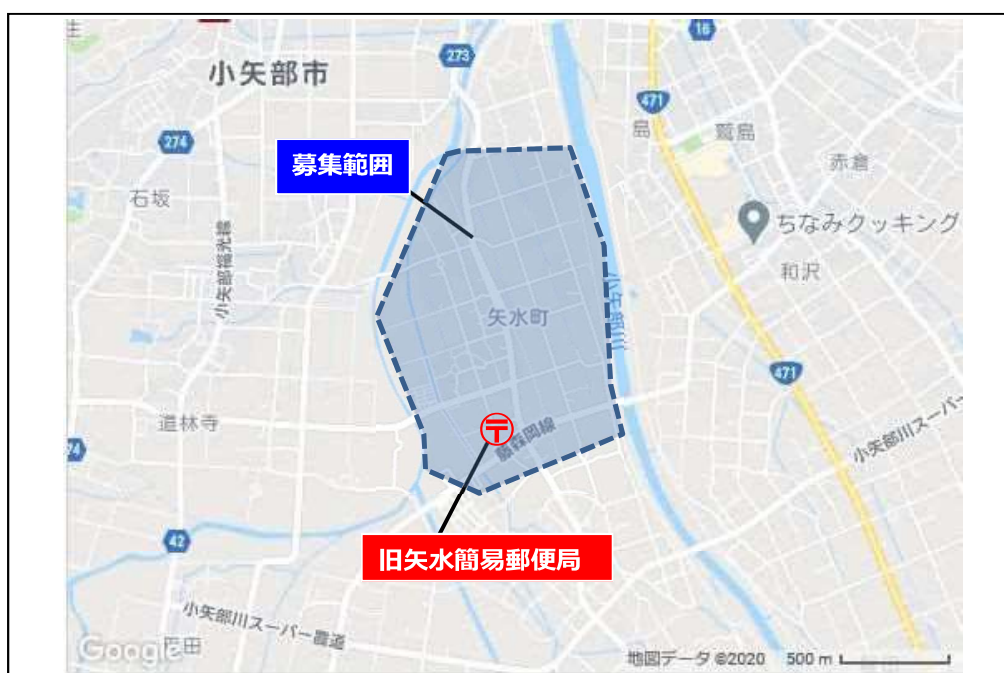 小矢部市
273
16
471
島
鷲島
274
赤倉
募集範囲
石坂
ちなみクッキング
和沢
小矢部福光線
小矢部川
矢水町
471
道林寺
藤森岡線
小矢部川スーパー
42
旧矢水簡易郵便局
小矢部川スーパー農道
Google
地図データ ©2020
500 m